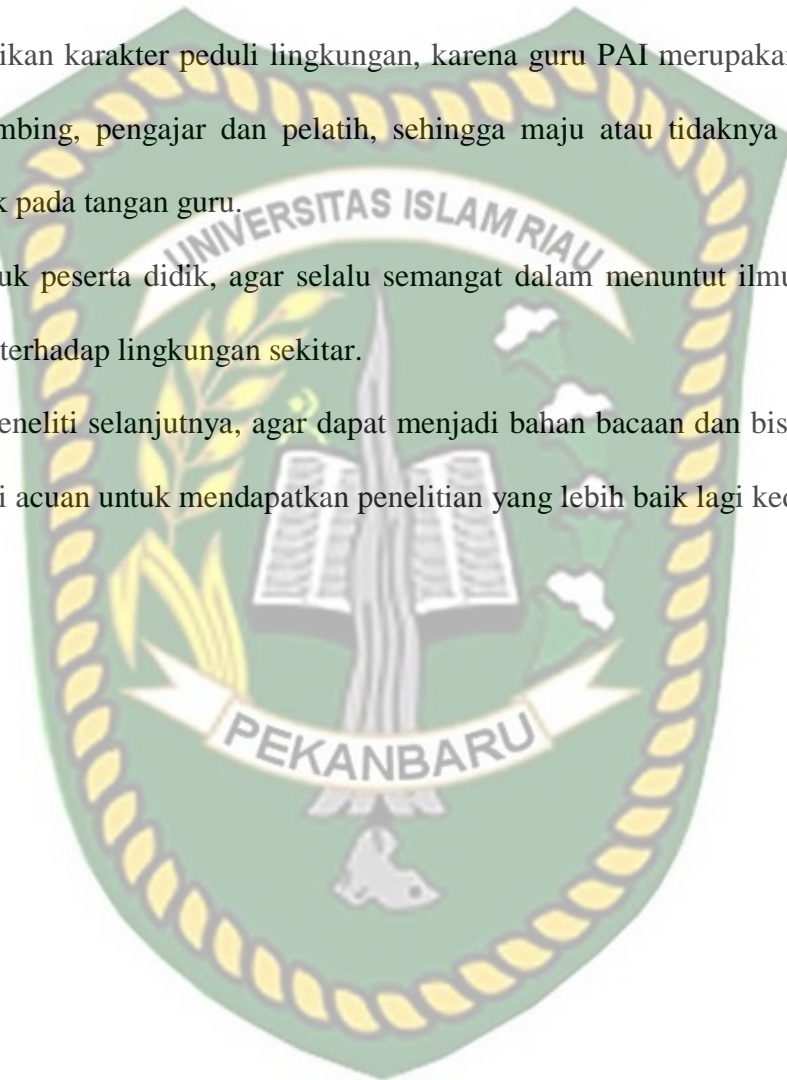 ikan karakter peduli lingkungan, karena guru PAI merupakan
mbing, pengajar dan pelatih, sehingga maju atau tidaknya
k pada tangan guru.
UNIVERSITAS ISLAM RIAU
uk peserta didik, agar selalu semangat dalam menuntut ilmu
terhadap lingkungan sekitar.
eneliti selanjutnya, agar dapat menjadi bahan bacaan dan bis
i acuan untuk mendapatkan penelitian yang lebih baik lagi ked
PEKANBARU